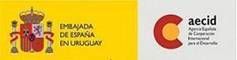 EMBAJADA
DE ESPAÑA
EN URUGUAY
aecid
Agencia Española
de Cooperación
Internacional
para el Desarrollo